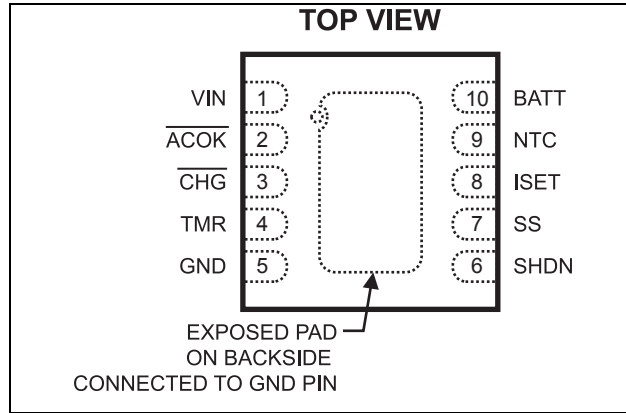 TOP VIEW
VIN 1 10 BATT
ACOK 2 9 NTC
CHG 3 8 ISET
TMR 4 7 SS
GND 5 6 SHDN
EXPOSED PAD
ON BACKSIDE
CONNECTED TO GND PIN